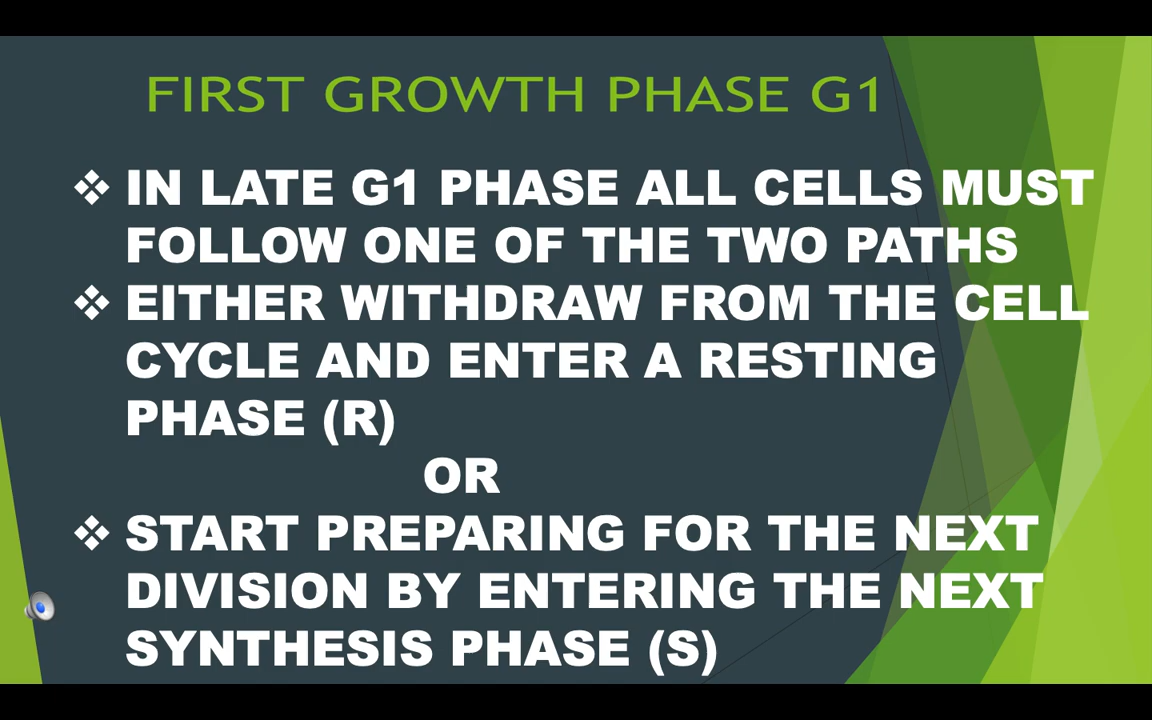 FIRST GROWTH PHASE G1
❖ IN LATE G1 PHASE ALL CELLS MUST
FOLLOW ONE OF THE TWO PATHS
❖ EITHER WITHDRAW FROM THE CELL
CYCLE AND ENTER A RESTING
PHASE (R)
OR
❖ START PREPARING FOR THE NEXT
DIVISION BY ENTERING THE NEXT
SYNTHESIS PHASE (S)